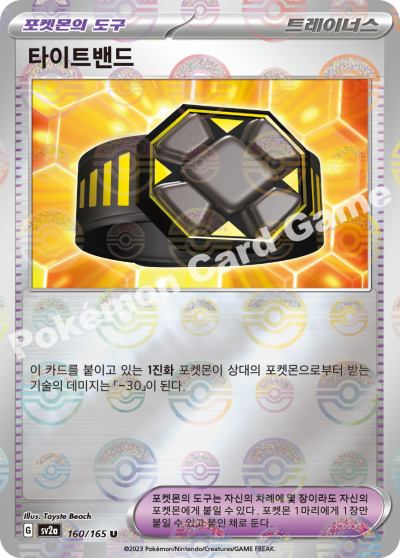 포켓몬의 도구
트레이너스
타이트밴드
Pokémon Card Game
이 카드를 붙이고 있는 1진화 포켓몬이 상대의 포켓몬으로부터 받는
기술의 데미지는 「-30」이 된다.
포켓몬의 도구는 자신의 차례에 몇 장이라도 자신의
포켓몬에게 붙일 수 있다. 포켓몬 1마리에게 1장만
붙일 수 있고 붙인 채로 둔다.
Illus. Toyste Beach
G sv2a 160/165 U
©2023 Pokémon/Nintendo/Creatures/GAME FREAK.